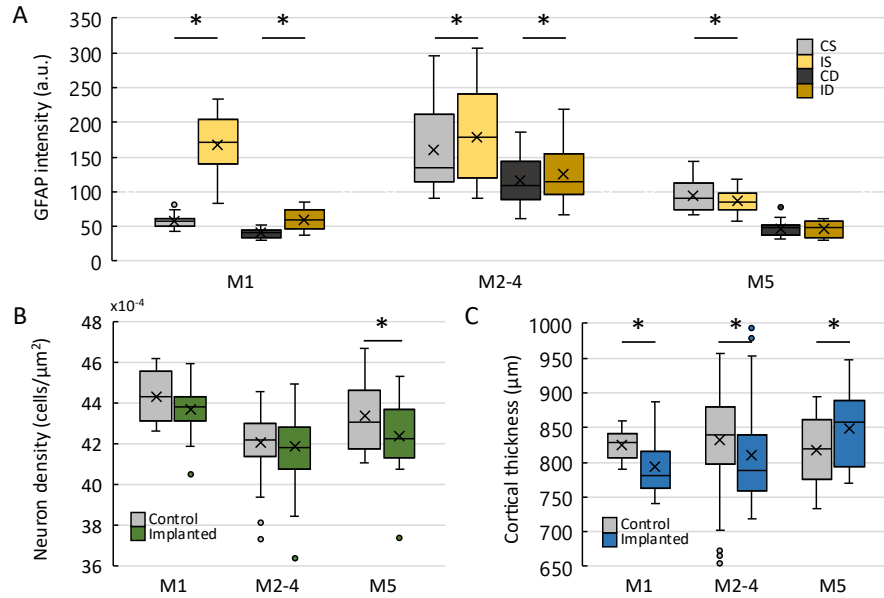 A
GFAP intensity (a.u.)
350
300
250
200
150
100
50
0
* * * * *
CS
IS
CD
ID
M1 M2-4 M5
B
x10⁻⁴
Neuron density (cells/μm²)
48
46
44
42
40
38
36
*
Control
Implanted
M1 M2-4 M5
C
Cortical thickness (μm)
1000
950
900
850
800
750
700
650
* * *
Control
Implanted
M1 M2-4 M5